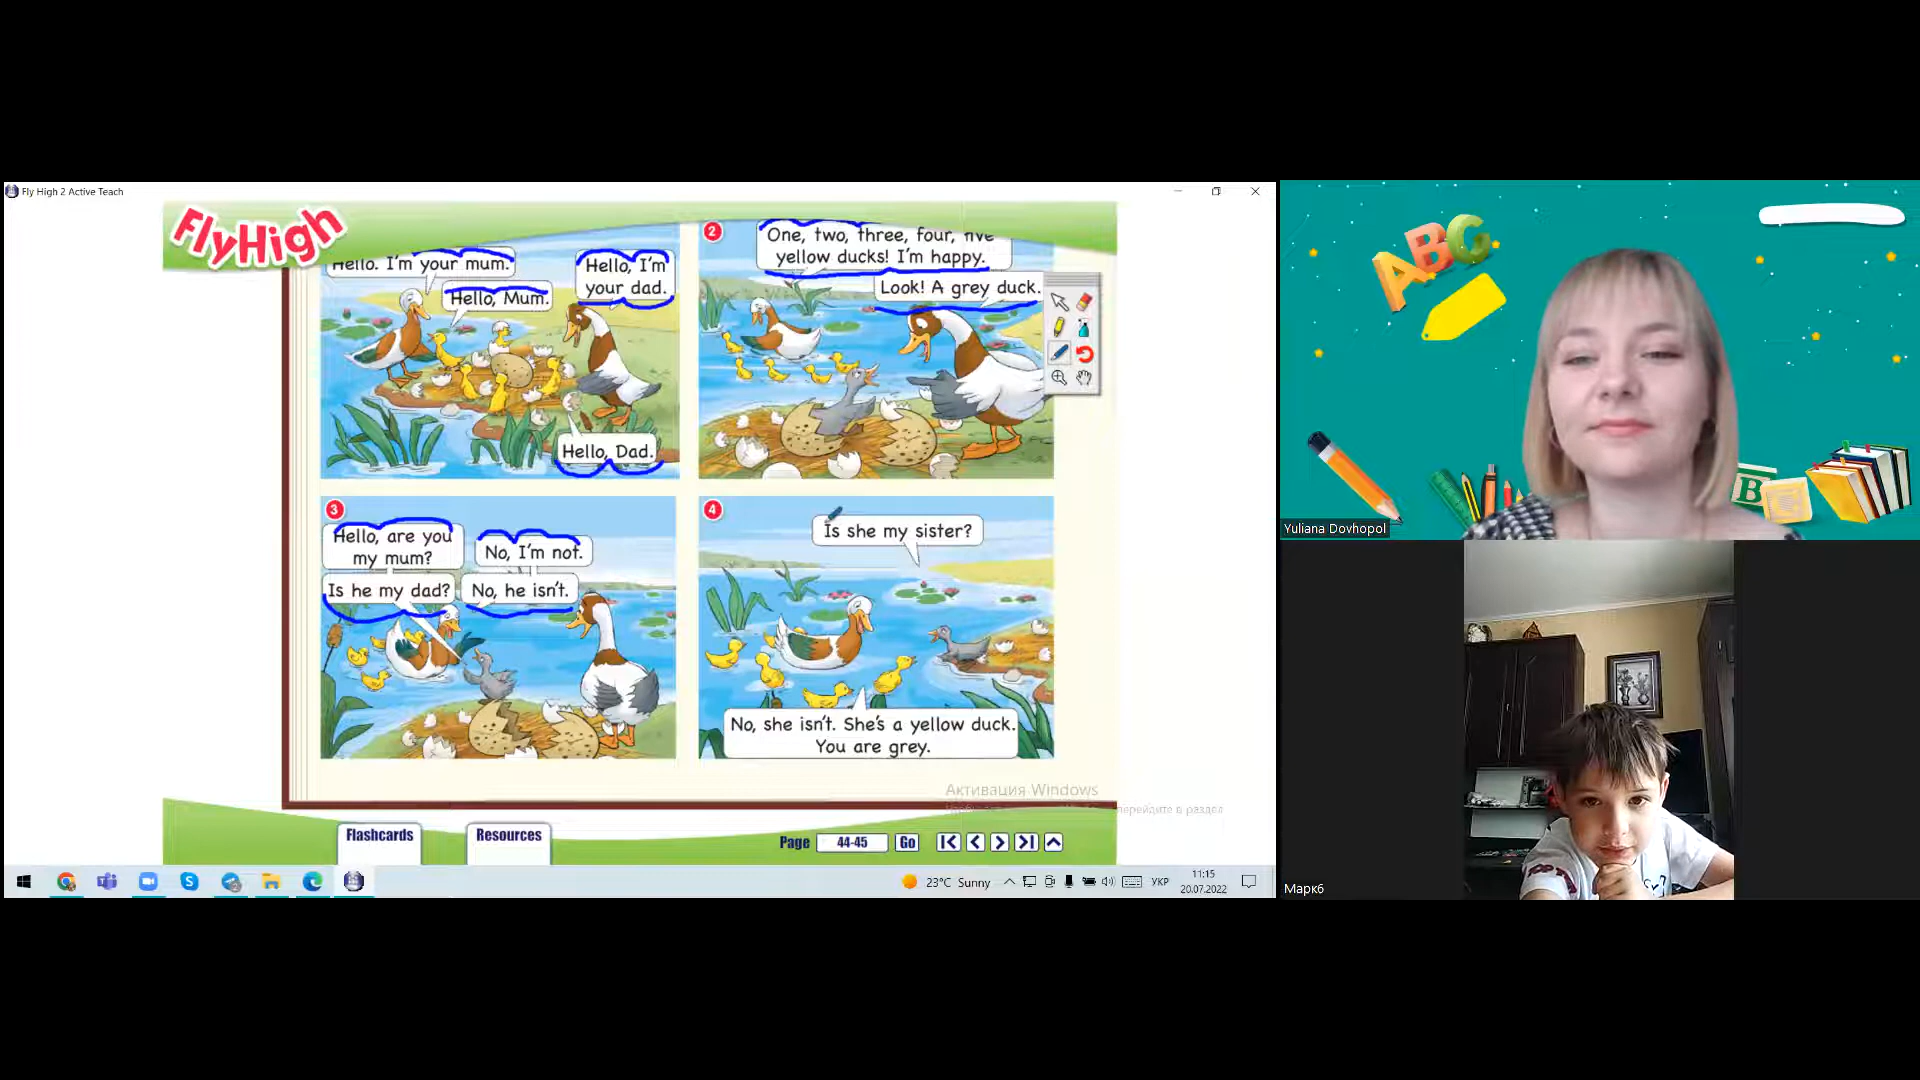 Fly High 2 Active Teach
FlyHigh
Hello. I'm your mum.
Hello, Mum.
Hello, I'm
your dad.
Hello, Dad.
2
One, two, three, four, five
yellow ducks! I'm happy.
Look! A grey duck.
3
Hello, are you
my mum?
No, I'm not.
Is he my dad?
No, he isn't.
4
Is she my sister?
No, she isn't. She's a yellow duck.
You are grey.
Активация Windows
перейдите в раздел
Flashcards
Resources
Page
44-45
Go
23°C Sunny
УКР
11:15
20.07.2022
ABC
B
Yuliana Dovhopol
Марк6